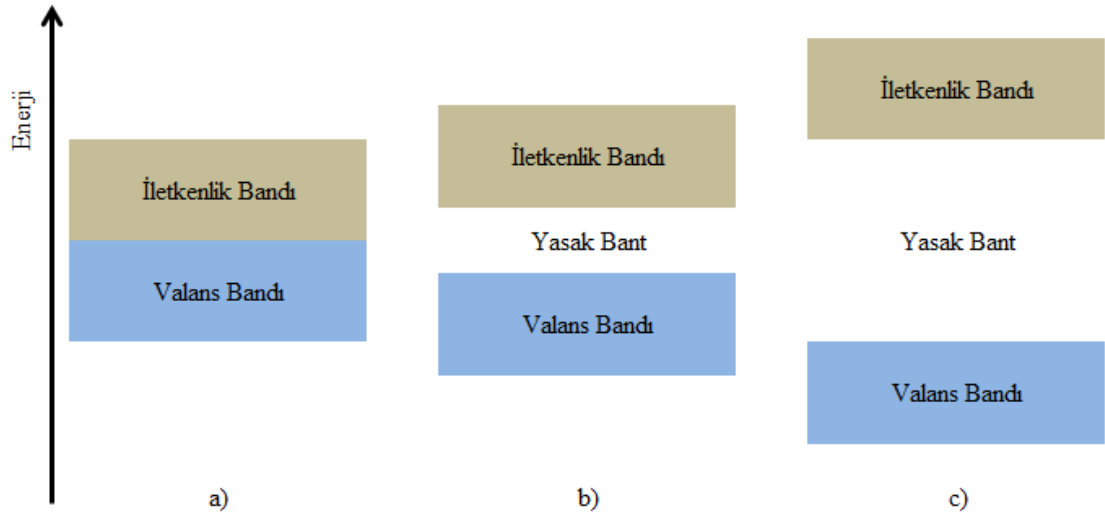 Enerji
İletkenlik Bandı
Valans Bandı
a)
İletkenlik Bandı
Yasak Bant
Valans Bandı
b)
İletkenlik Bandı
Yasak Bant
Valans Bandı
c)